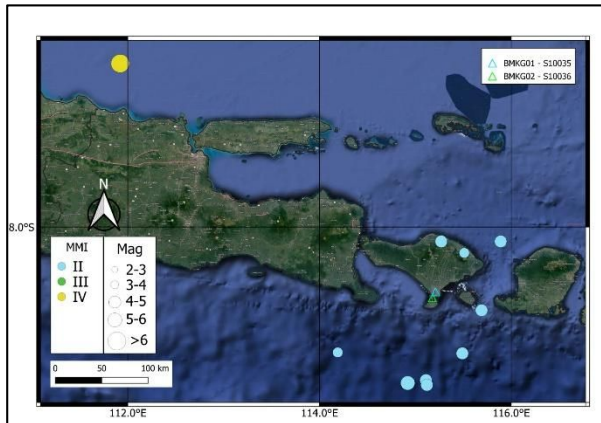 BMKG01 - S10035
BMKG02 - S10036
N
8.0°S
MMI
II
III
IV
Mag
2-3
3-4
4-5
5-6
>6
0 50 100 km
112.0°E 114.0°E 116.0°E